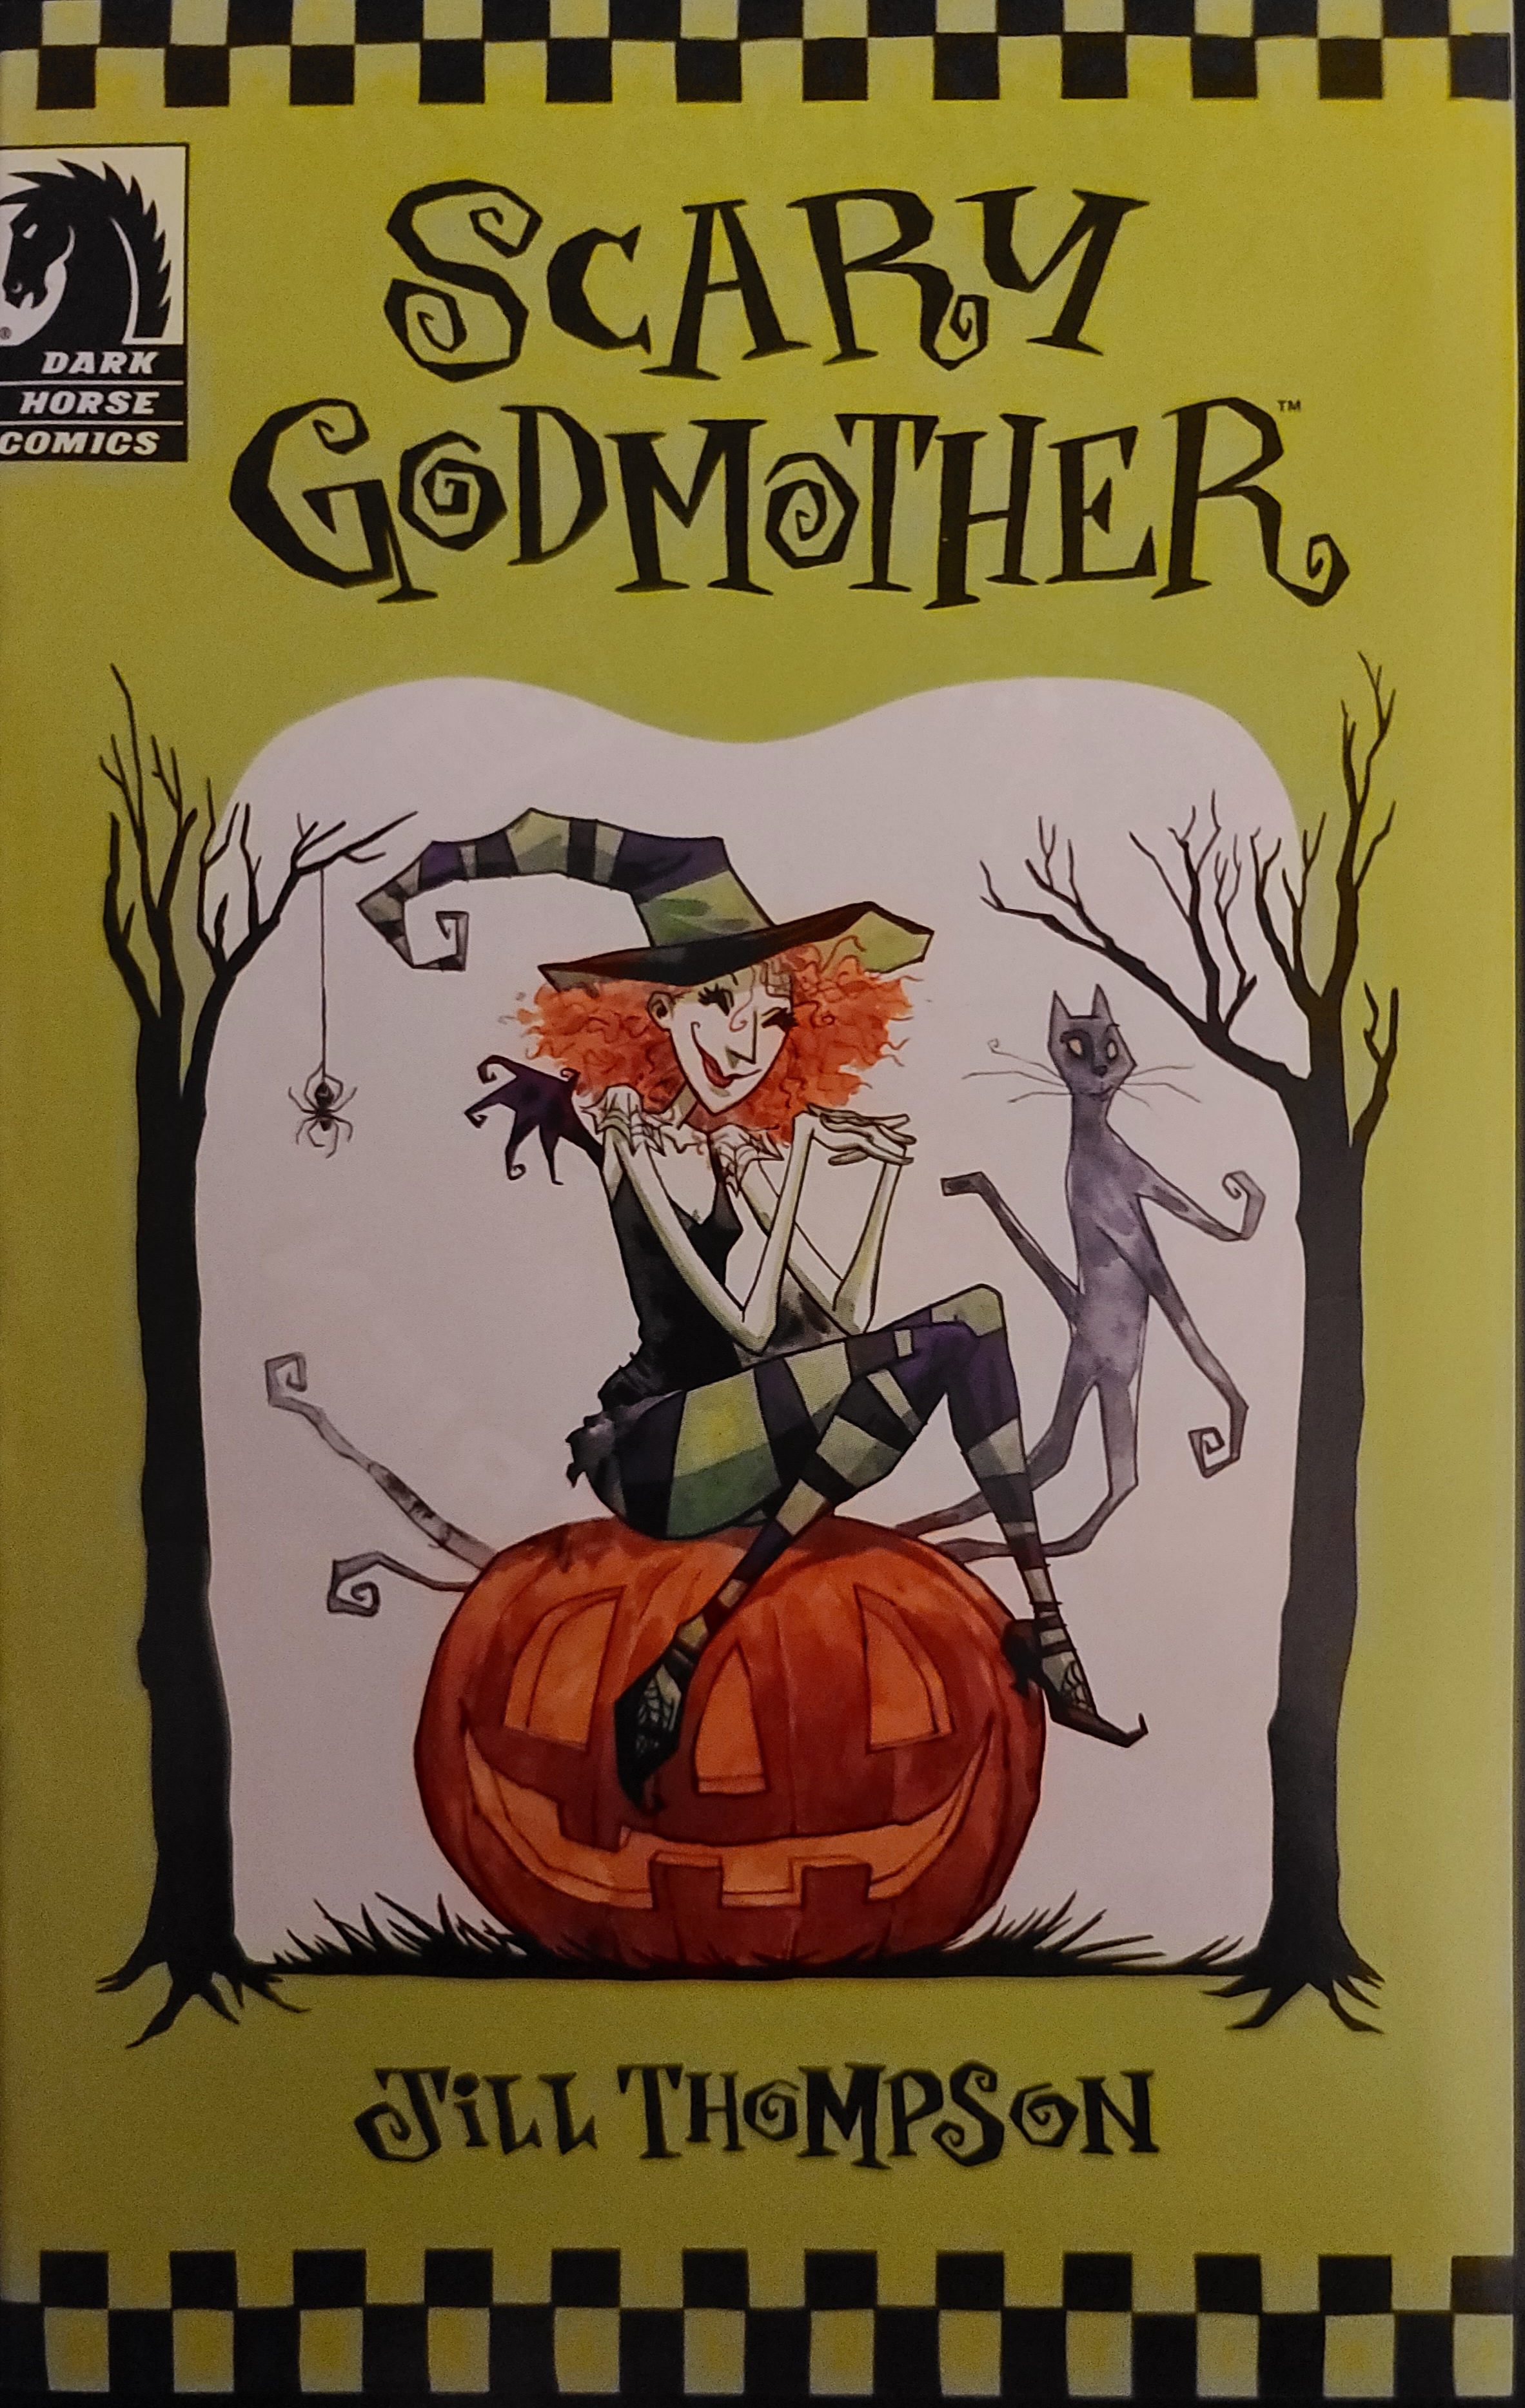 DARK
HORSE
COMICS
®
SCARY
GODMOTHER™
JILL THOMPSON